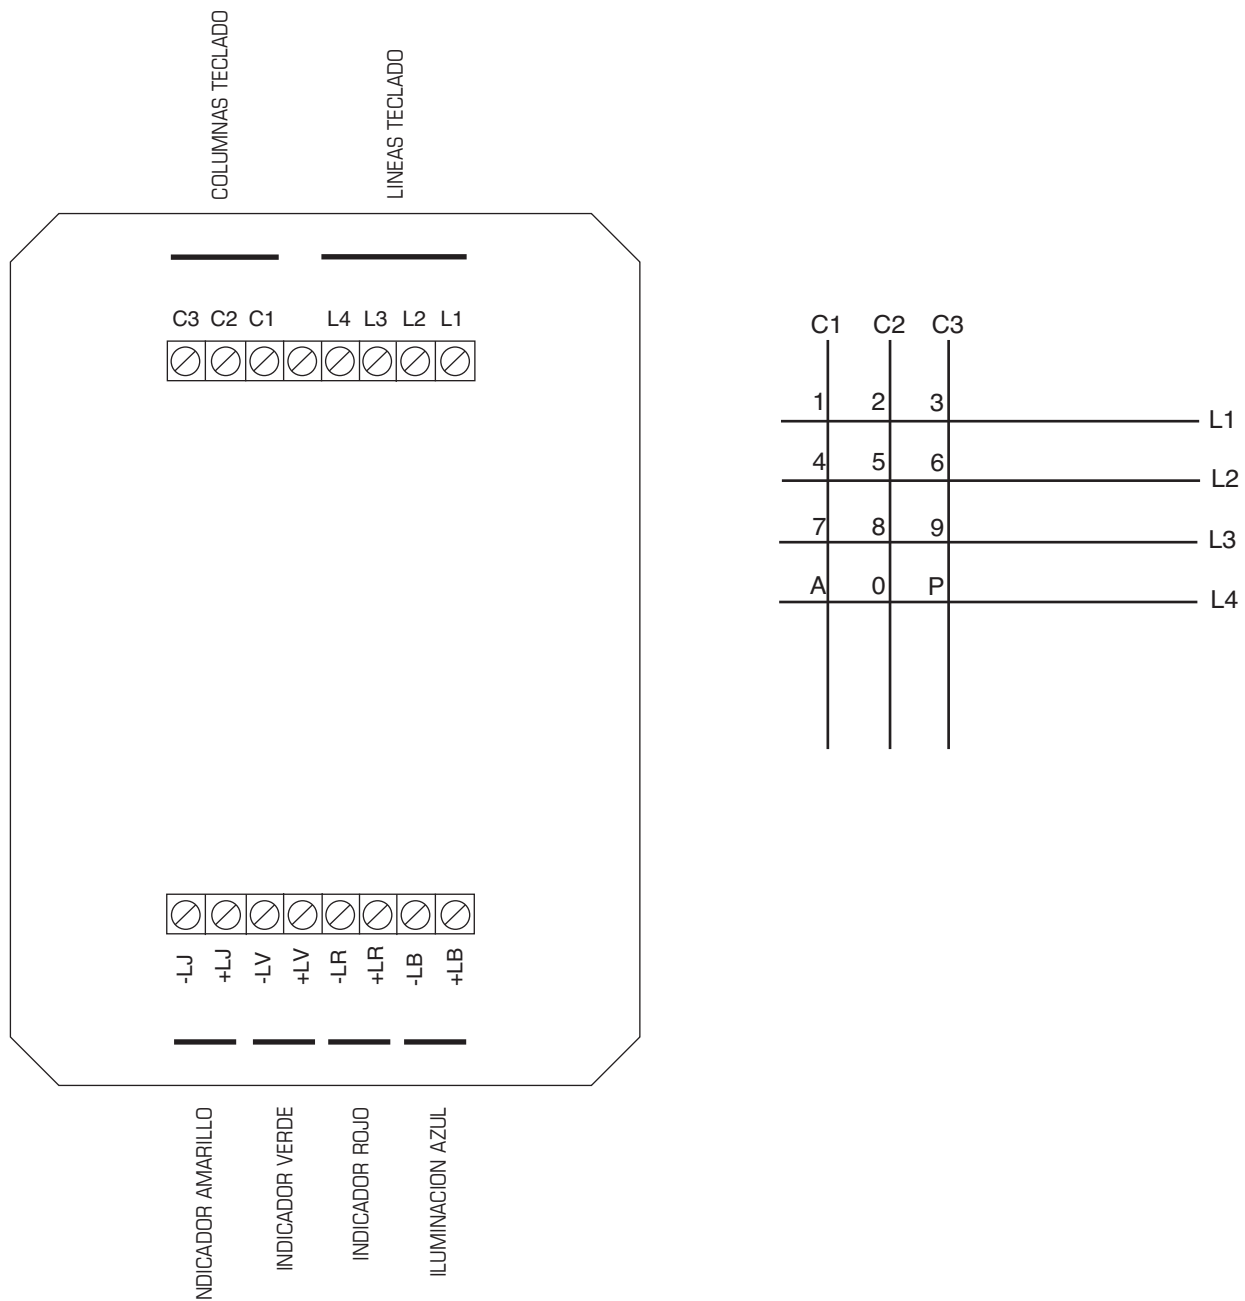 COLUMNAS TECLADO
LINEAS TECLADO
C3 C2 C1 L4 L3 L2 L1
-LJ +LJ -LV +LV -LR +LR -LB +LB
NDICADOR AMARILLO
INDICADOR VERDE
INDICADOR ROJO
ILUMINACION AZUL
C1 C2 C3
1 2 3 L1
4 5 6 L2
7 8 9 L3
A 0 P L4